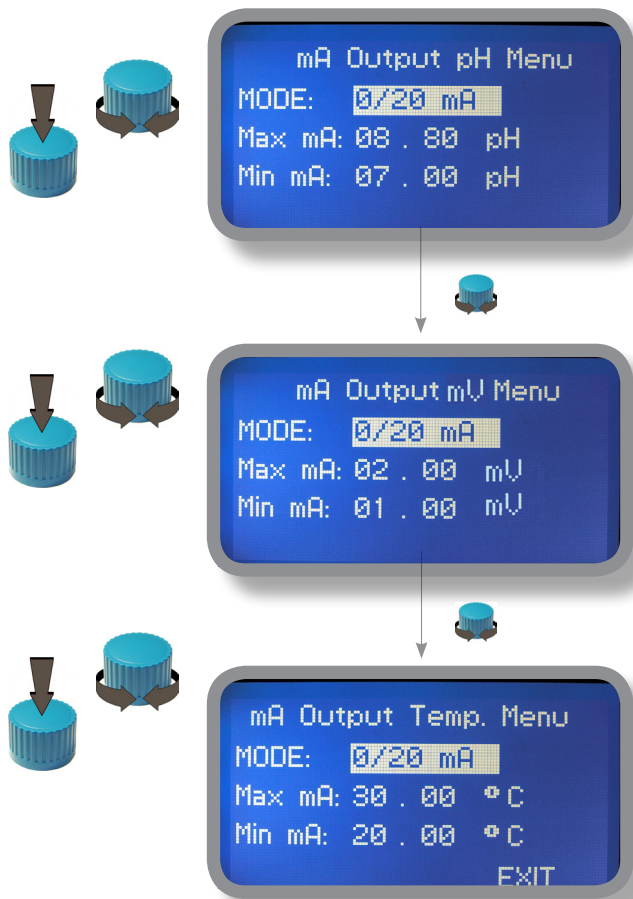 mA Output pH Menu
MODE: 0/20 mA
Max mA: 08 . 80 pH
Min mA: 07 . 00 pH
mA Output mV Menu
MODE: 0/20 mA
Max mA: 02 . 00 mV
Min mA: 01 . 00 mV
mA Output Temp. Menu
MODE: 0/20 mA
Max mA: 30 . 00 °C
Min mA: 20 . 00 °C
EXIT